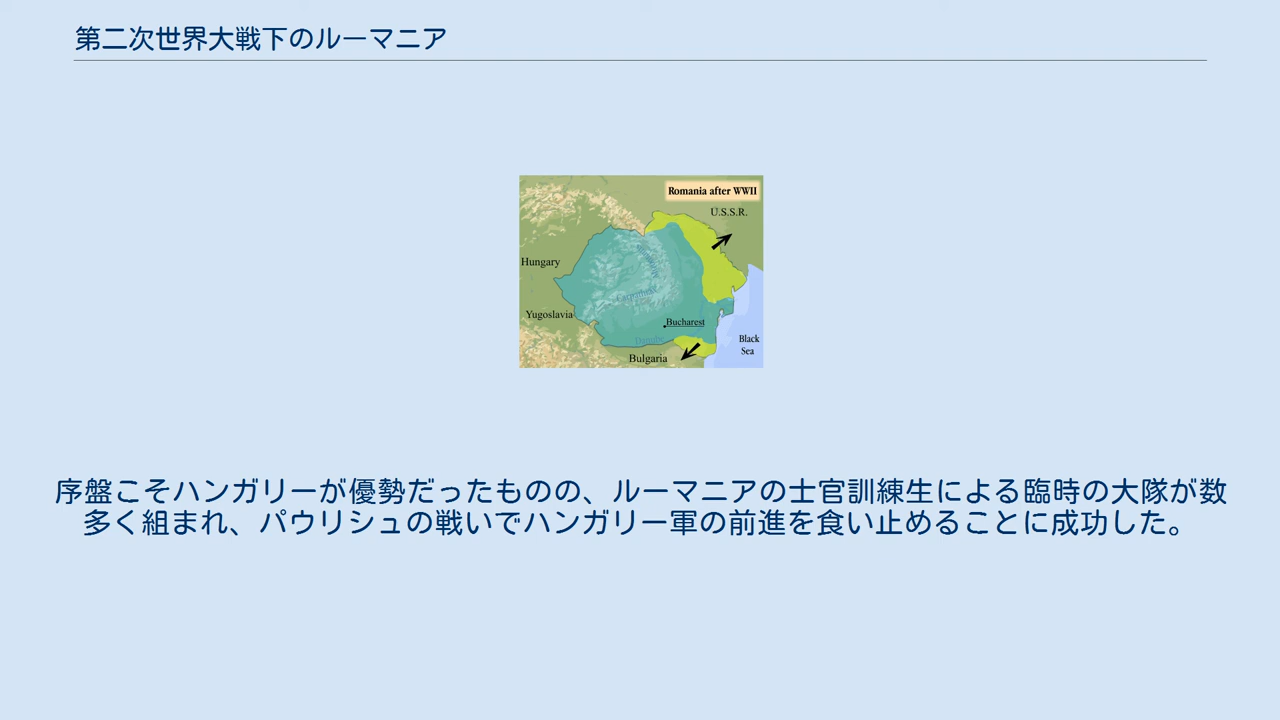 第二次世界大戦下のルーマニア
Romania after WWII
U.S.S.R.
Hungary
Yugoslavia
Bucharest
Danube
Black
Sea
Bulgaria
序盤こそハンガリーが優勢だったものの、ルーマニアの士官訓練生による臨時の大隊が数
多く組まれ、パウリシュの戦いでハンガリー軍の前進を食い止めることに成功した。